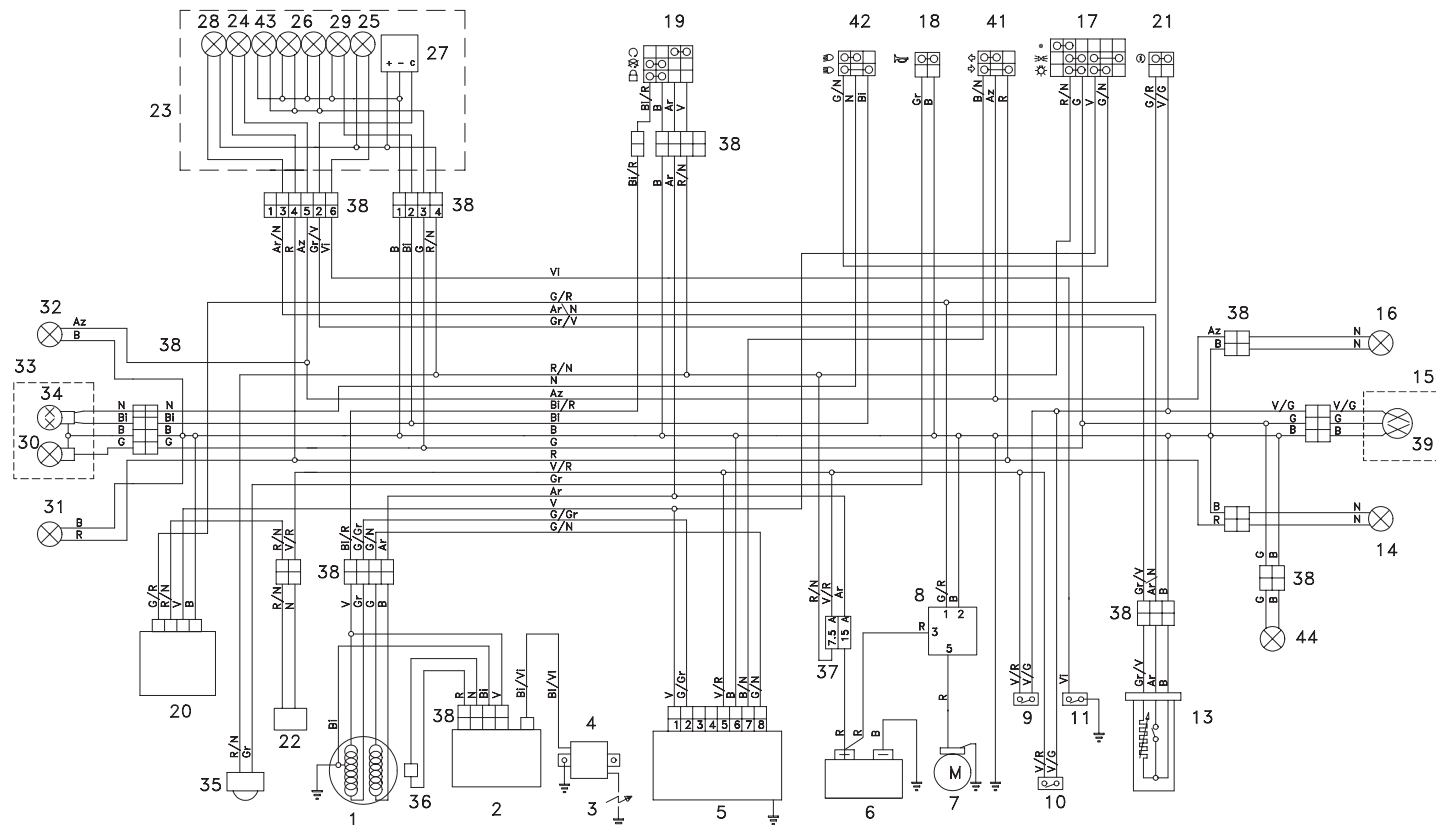 28 24 43 26 29 25
27
+ - C
23
19
42
18
41
17
21
Bi/R B Ar V
G/N N Bi
Gr B
B/N Az R
R/N G V G/N
G/R V/G
38
Bi/R B Ar R/N
1 3 4 5 2 6
38
1 2 3 4
38
Ar/N R Az Gr/V Vi
B Bi G R/N
Vi
G/R
Ar\N
Gr/V
32
Az
B
38
38
Az
B
N
N
16
33
R/N
N
Az
Bi/R
Bi
B
G
R
V/R
Gr
Ar
V
G/Gr
G/N
34
30
N
Bi
B
G
N
Bi
B
G
15
V/G
G
B
V/G
G
B
39
31
B
R
B
R
N
N
14
G/R R/N V B
20
R/N V/R
R/N N
22
Bi/R G/Gr G/N Ar
38
V Gr G B
R/N Gr
35
Bi
1
36
R N Bi V
38
2
Bi/Vi
Bi/Vi
4
3
V G/Gr V/R B B/N G/N
1 2 3 4 5 6 7 8
5
R/N V/R Ar
7.5 A
15 A
37
R R B
6
8
G/R B
1 2
R 3
5
R
M
7
V/R V/G
9
V/R V/G
10
Vi
11
Gr/V Ar\N B
38
Gr/V Ar B
13
G B
38
G B
44